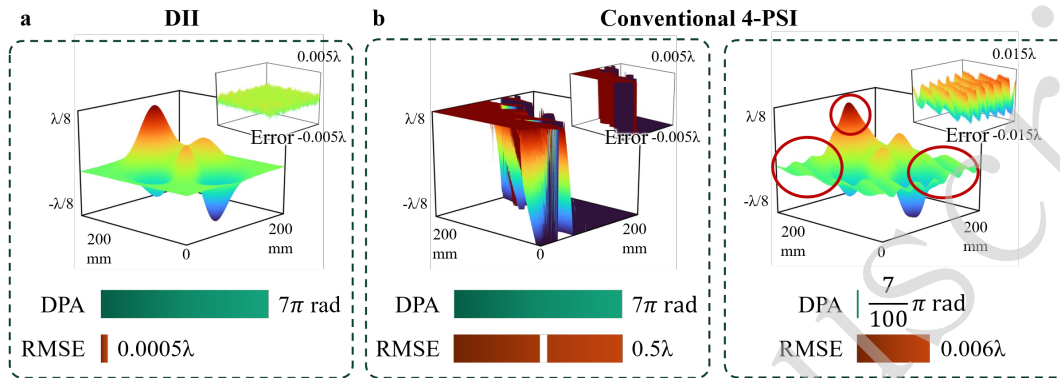 a
DII
b
Conventional 4-PSI
0.005λ
Error
-0.005λ
λ/8
-λ/8
200
mm
0
200
mm
DPA
7π rad
RMSE
0.0005λ
0.005λ
Error
-0.005λ
λ/8
-λ/8
200
mm
0
200
mm
DPA
7π rad
RMSE
0.5λ
0.015λ
Error
-0.015λ
λ/8
-λ/8
200
mm
0
200
mm
DPA
7/100 π rad
RMSE
0.006λ